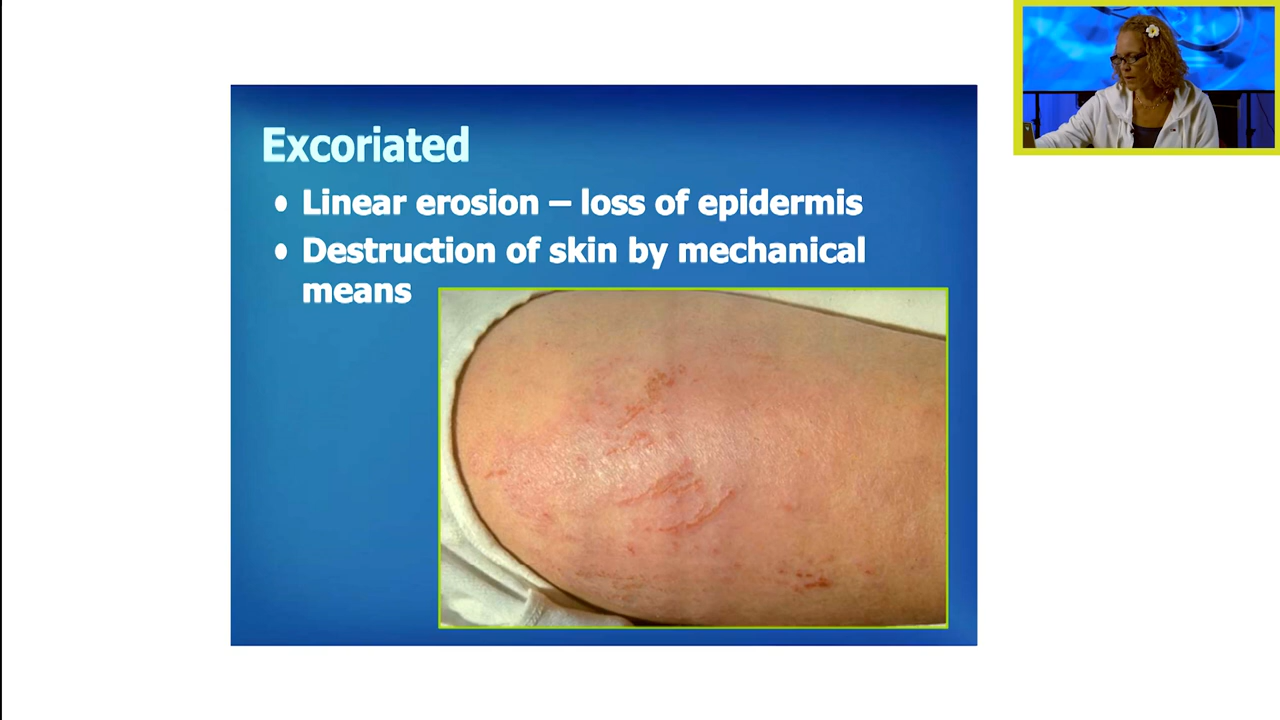 Excoriated
• Linear erosion – loss of epidermis
• Destruction of skin by mechanical
means